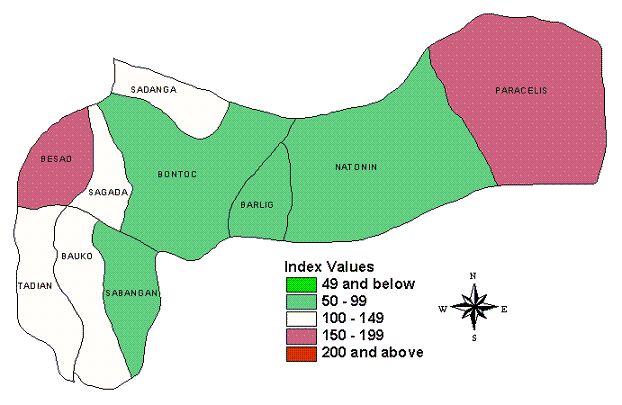 SADANGA
PARACELIS
BESAO
BONTOC
NATONIN
SAGADA
BARLIG
BAUKO
TADIAN
SABANGAN
Index Values
49 and below
50 - 99
100 - 149
150 - 199
200 and above
N
W E
S